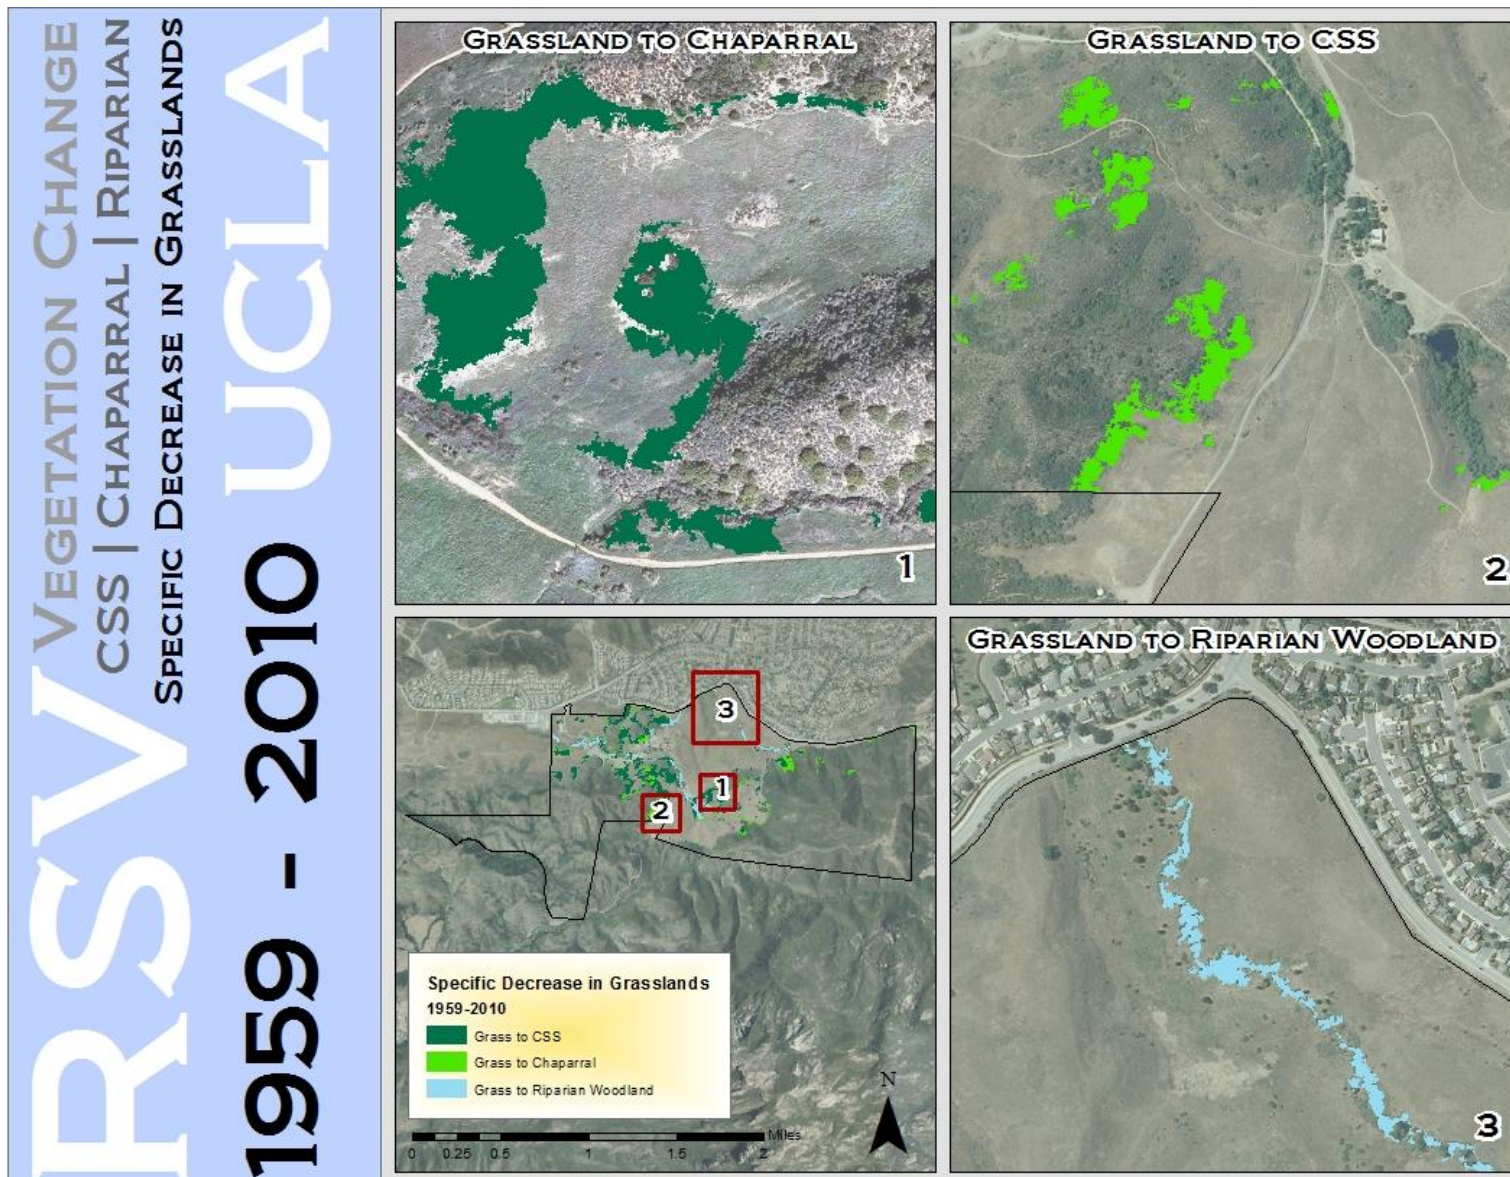 RSV
VEGETATION CHANGE
CSS | CHAPARRAL | RIPARIAN
SPECIFIC DECREASE IN GRASSLANDS
1959 - 2010 UCLA
GRASSLAND TO CHAPARRAL
1
GRASSLAND TO CSS
2
3
1
2
Specific Decrease in Grasslands
1959-2010
Grass to CSS
Grass to Chaparral
Grass to Riparian Woodland
N
Miles
0 0.25 0.5 1 1.5 2
GRASSLAND TO RIPARIAN WOODLAND
3